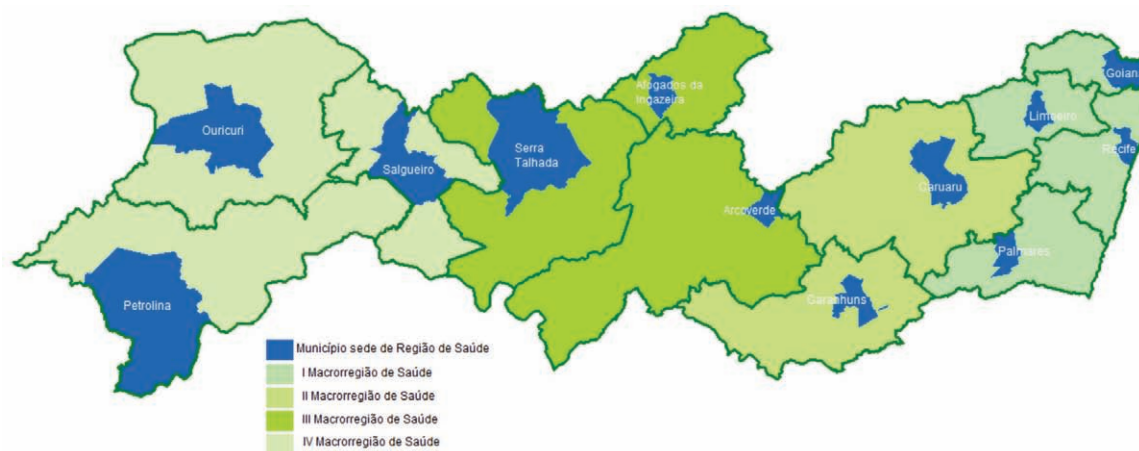 Afogados da
Ingazeira
Goian
Limoeiro
Ouricuri
Serra
Talhada
Recife
Salgueiro
Caruaru
Arcoverde
Palmares
Petrolina
Garanhuns
Município sede de Região de Saúde
I Macrorregião de Saúde
II Macrorregião de Saúde
III Macrorregião de Saúde
IV Macrorregião de Saúde